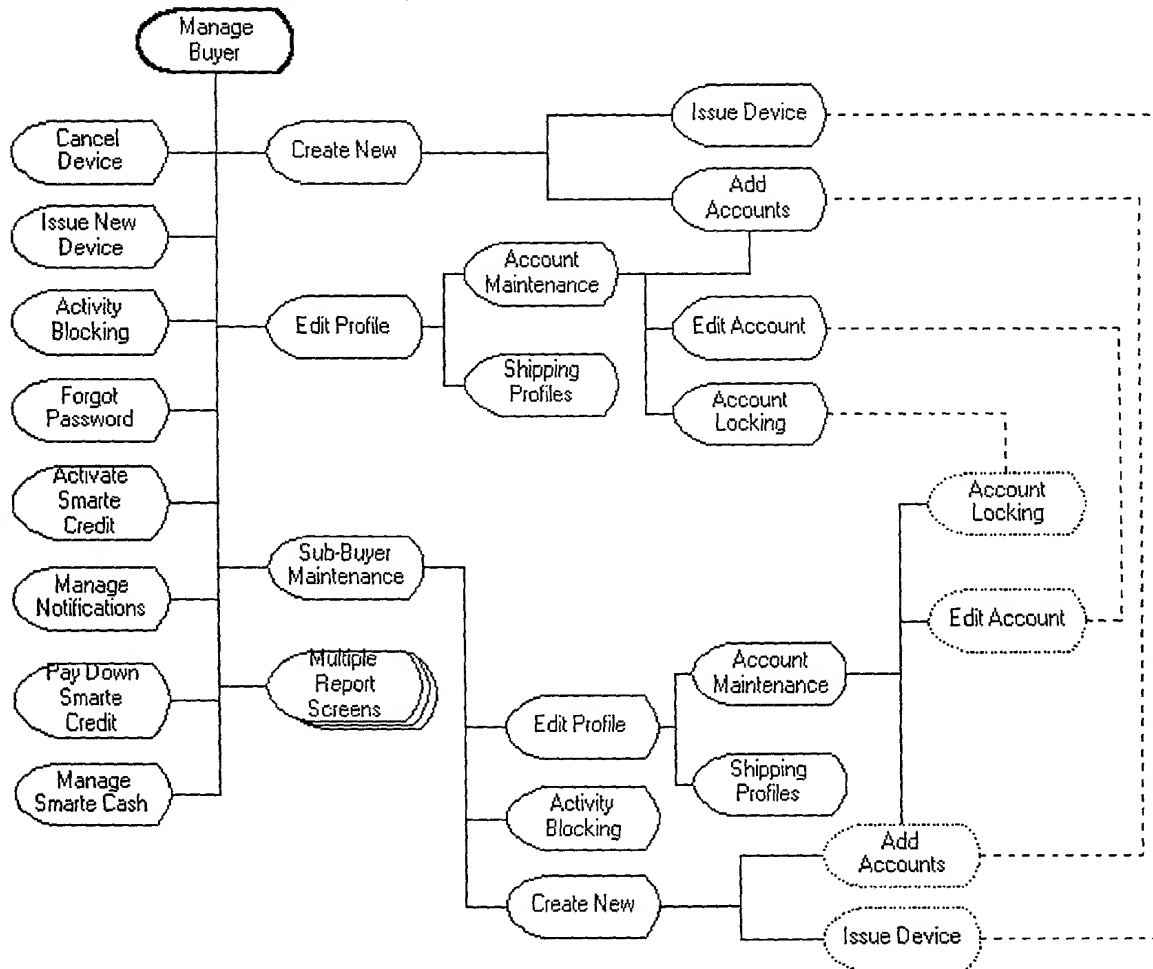 Manage
Buyer
Cancel
Device
Create New
Issue Device
Add
Accounts
Issue New
Device
Account
Maintenance
Activity
Blocking
Edit Profile
Edit Account
Shipping
Profiles
Forgot
Password
Account
Locking
Activate
Smarte
Credit
Account
Locking
Sub-Buyer
Maintenance
Manage
Notifications
Edit Account
Pay Down
Smarte
Credit
Multiple
Report
Screens
Account
Maintenance
Edit Profile
Manage
Smarte Cash
Shipping
Profiles
Activity
Blocking
Add
Accounts
Create New
Issue Device